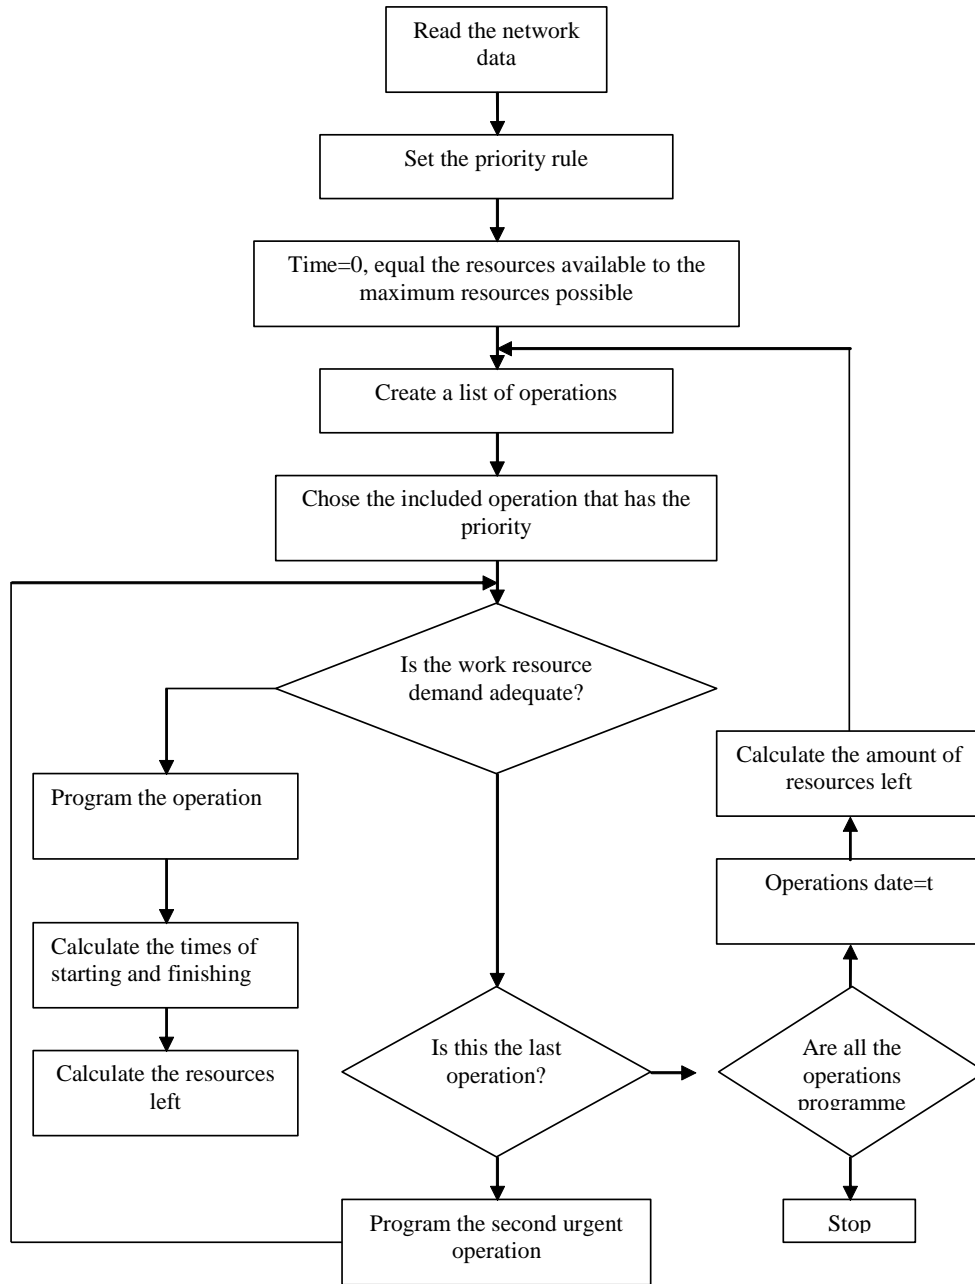 Read the network
data
Set the priority rule
Time=0, equal the resources available to the
maximum resources possible
Create a list of operations
Chose the included operation that has the
priority
Is the work resource
demand adequate?
Program the operation
Calculate the times of
starting and finishing
Calculate the resources
left
Is this the last
operation?
Program the second urgent
operation
Calculate the amount of
resources left
Operations date=t
Are all the
operations
programme
Stop